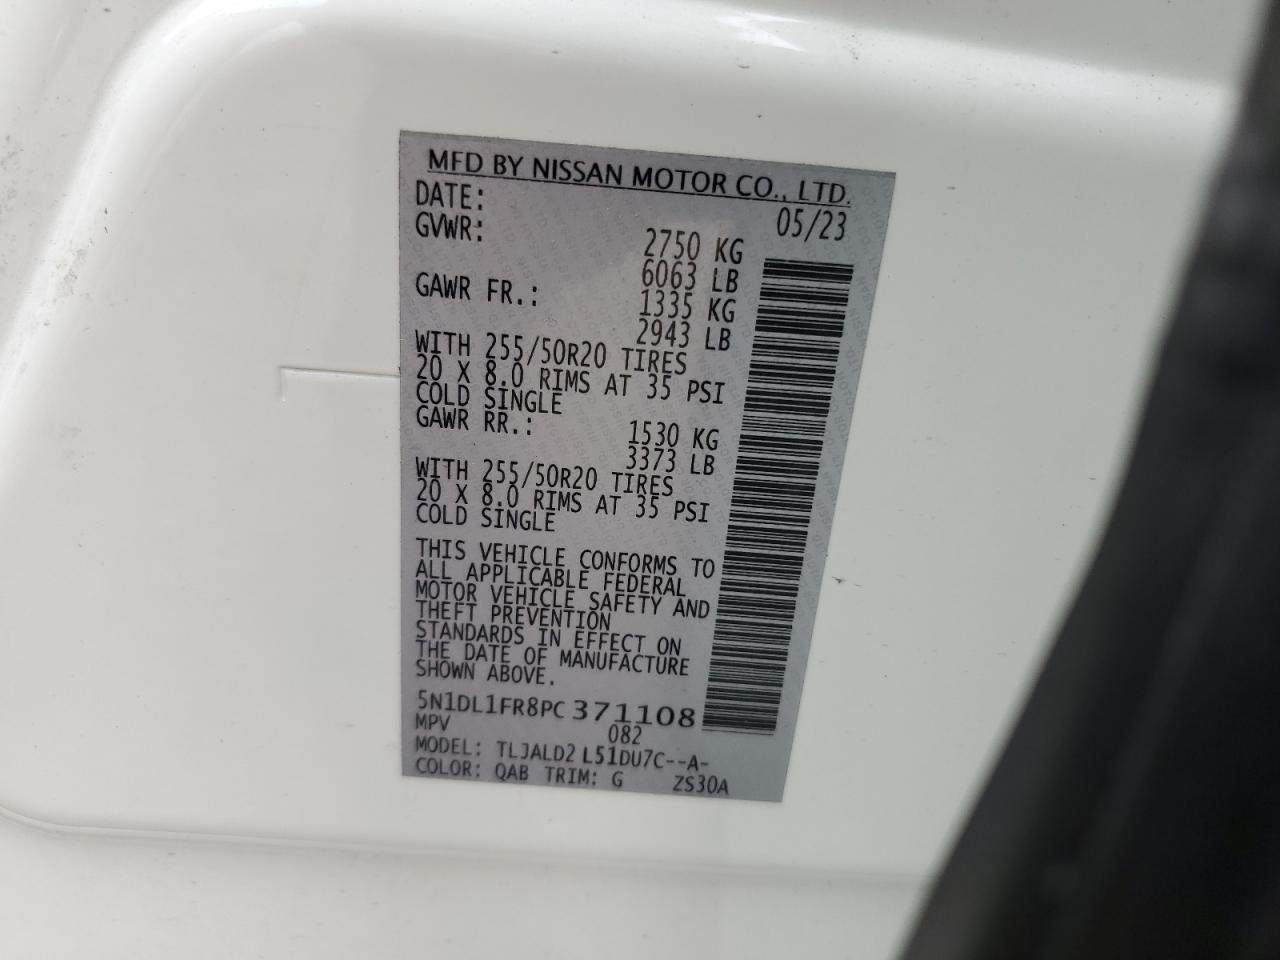 MFD BY NISSAN MOTOR CO., LTD.
DATE: 05/23
GVWR: 2750 KG
6063 LB
GAWR FR.: 1335 KG
2943 LB
WITH 255/50R20 TIRES
20 X 8.0 RIMS AT 35 PSI
COLD SINGLE
GAWR RR.: 1530 KG
3373 LB
WITH 255/50R20 TIRES
20 X 8.0 RIMS AT 35 PSI
COLD SINGLE
THIS VEHICLE CONFORMS TO
ALL APPLICABLE FEDERAL
MOTOR VEHICLE SAFETY AND
THEFT PREVENTION
STANDARDS IN EFFECT ON
THE DATE OF MANUFACTURE
SHOWN ABOVE.
5N1DL1FR8PC 371108
MPV 082
MODEL: TLJALD2 L51DU7C--A-
COLOR: QAB TRIM: G ZS30A